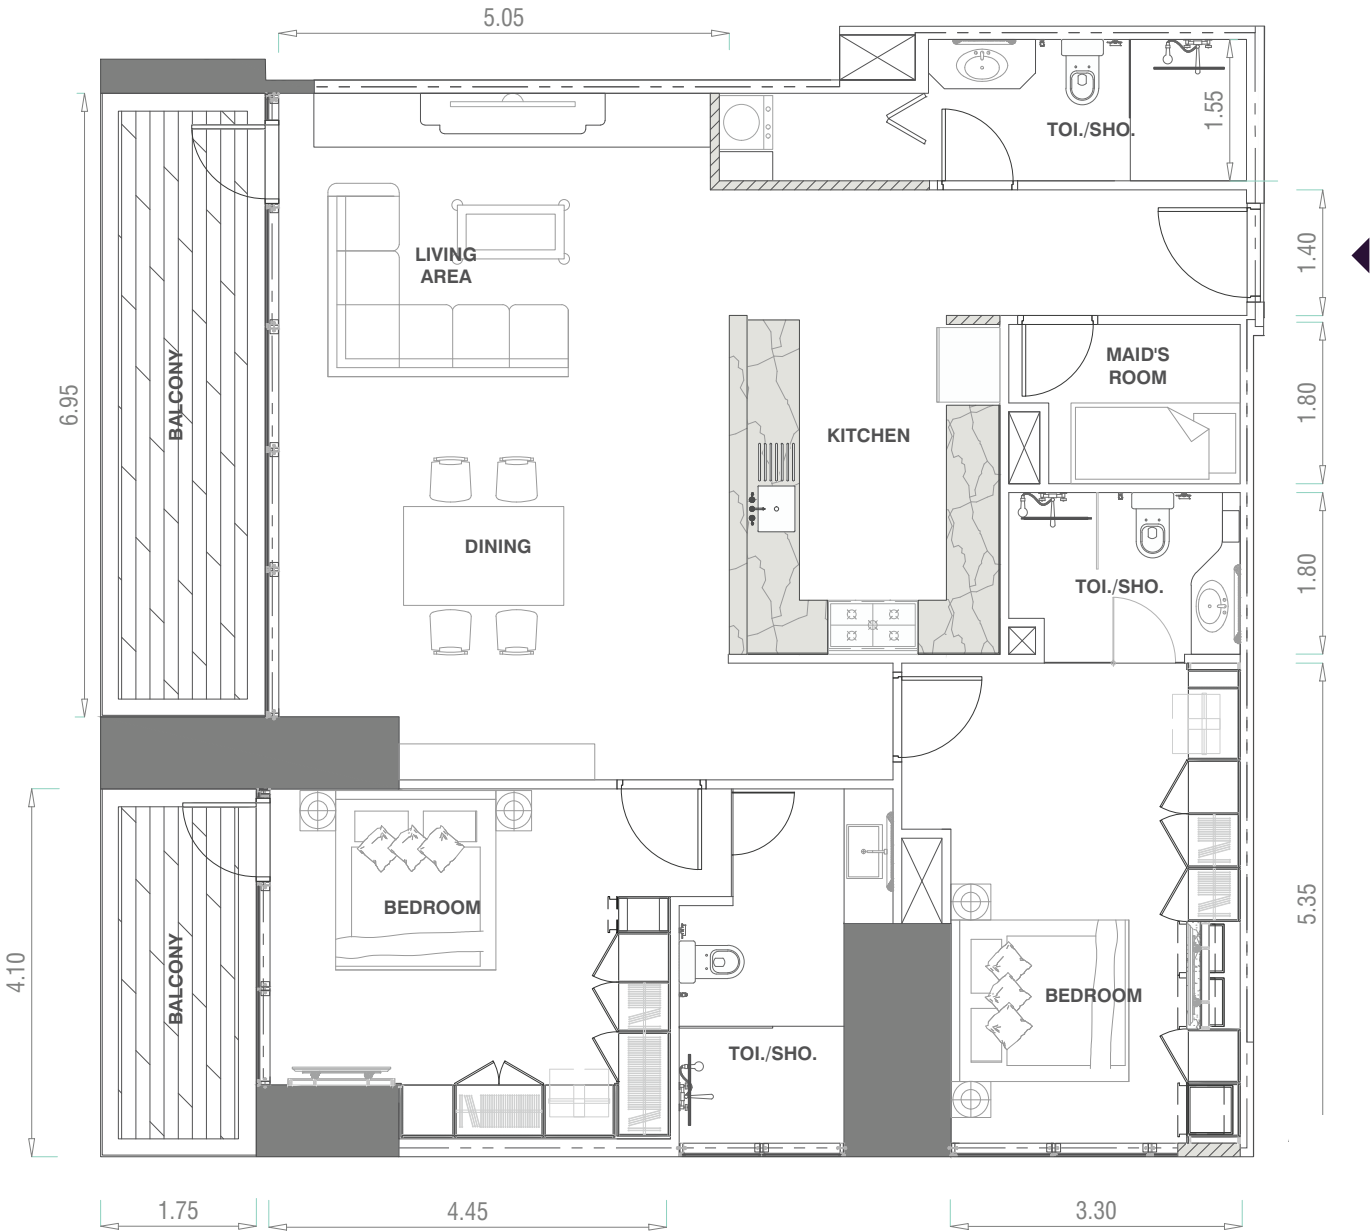 5.05
TOI./SHO.
1.55
LIVING
AREA
1.40
BALCONY
6.95
MAID'S
ROOM
1.80
KITCHEN
DINING
TOI./SHO.
1.80
BEDROOM
BALCONY
4.10
TOI./SHO.
BEDROOM
5.35
1.75
4.45
3.30